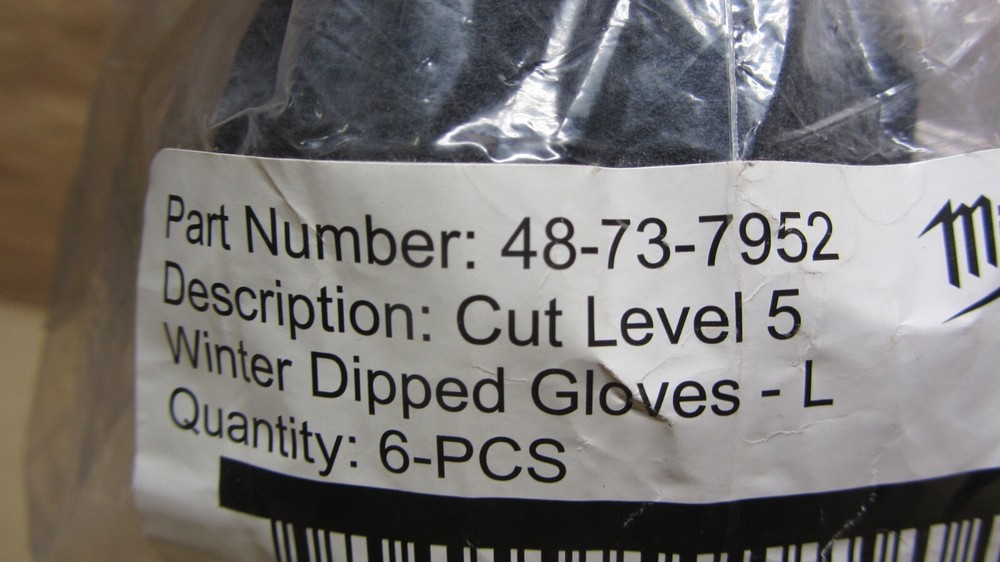 Part Number: 48-73-7952
Description: Cut Level 5
Winter Dipped Gloves - L
Quantity: 6-PCS